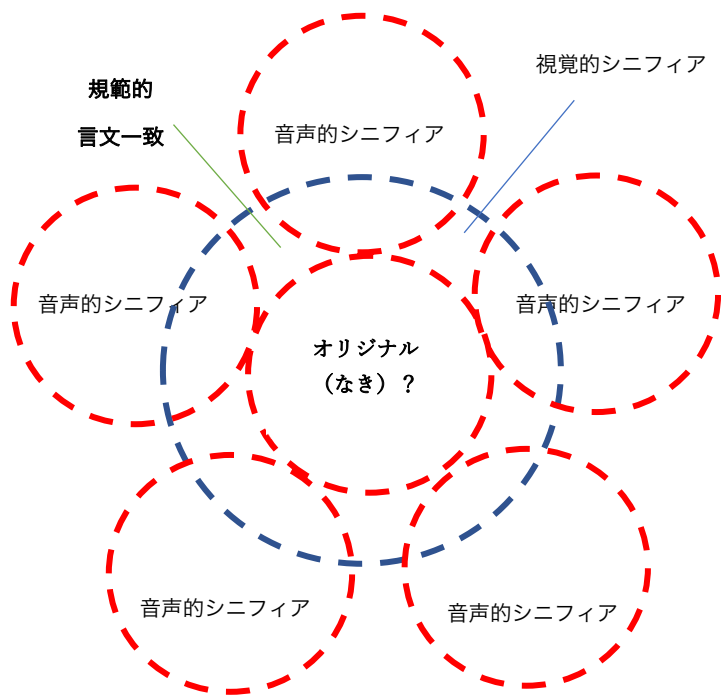 視覚的シニフィア
規範的
言文一致
音声的シニフィア
音声的シニフィア
音声的シニフィア
オリジナル
（なき）？
音声的シニフィア
音声的シニフィア